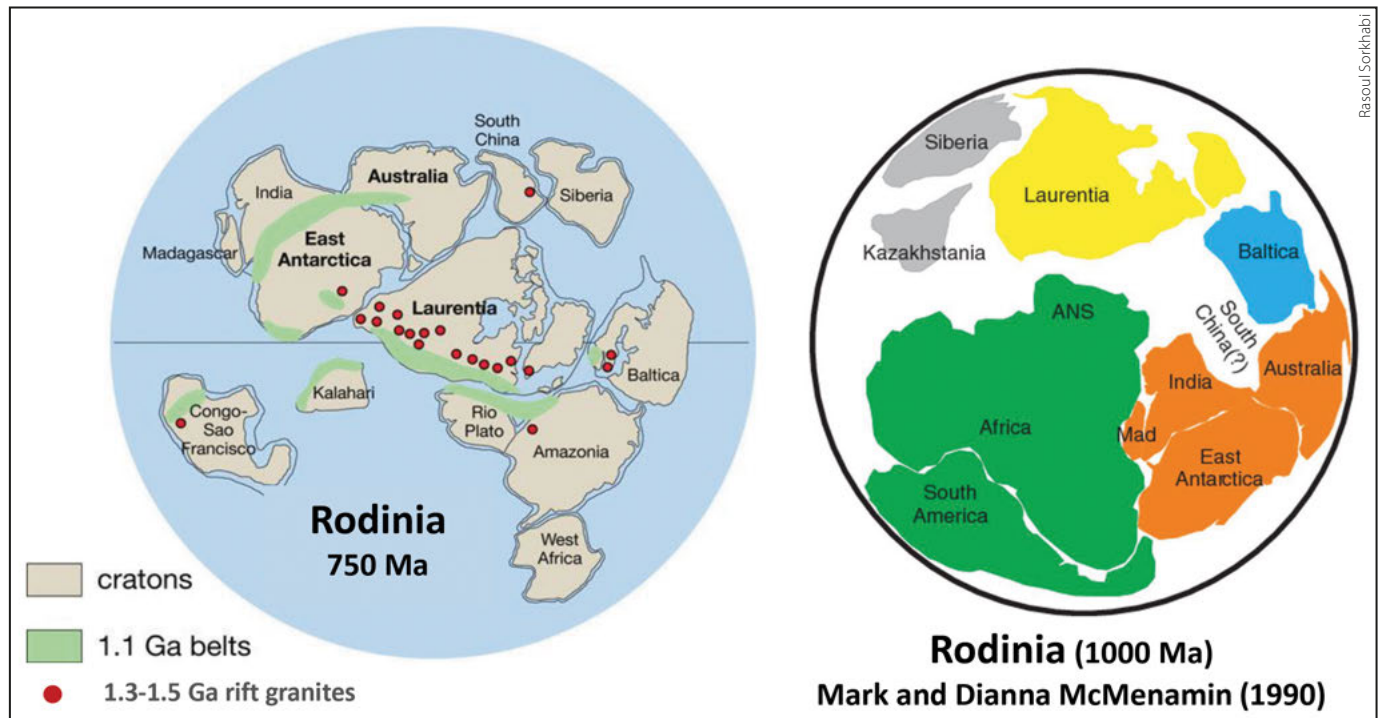 South
China
Siberia
Australia
India
East
Antarctica
Madagascar
Laurentia
Baltica
Kalahari
Congo-
Sao
Francisco
Rio
Plato
Amazonia
West
Africa
Rodinia
750 Ma
cratons
1.1 Ga belts
1.3-1.5 Ga rift granites
Siberia
Laurentia
Kazakhstania
Baltica
ANS
South
China(?)
India
Australia
Africa
Mad
East
Antarctica
South
America
Rodinia (1000 Ma)
Mark and Dianna McMenamin (1990)
Rasoul Sorkhabi